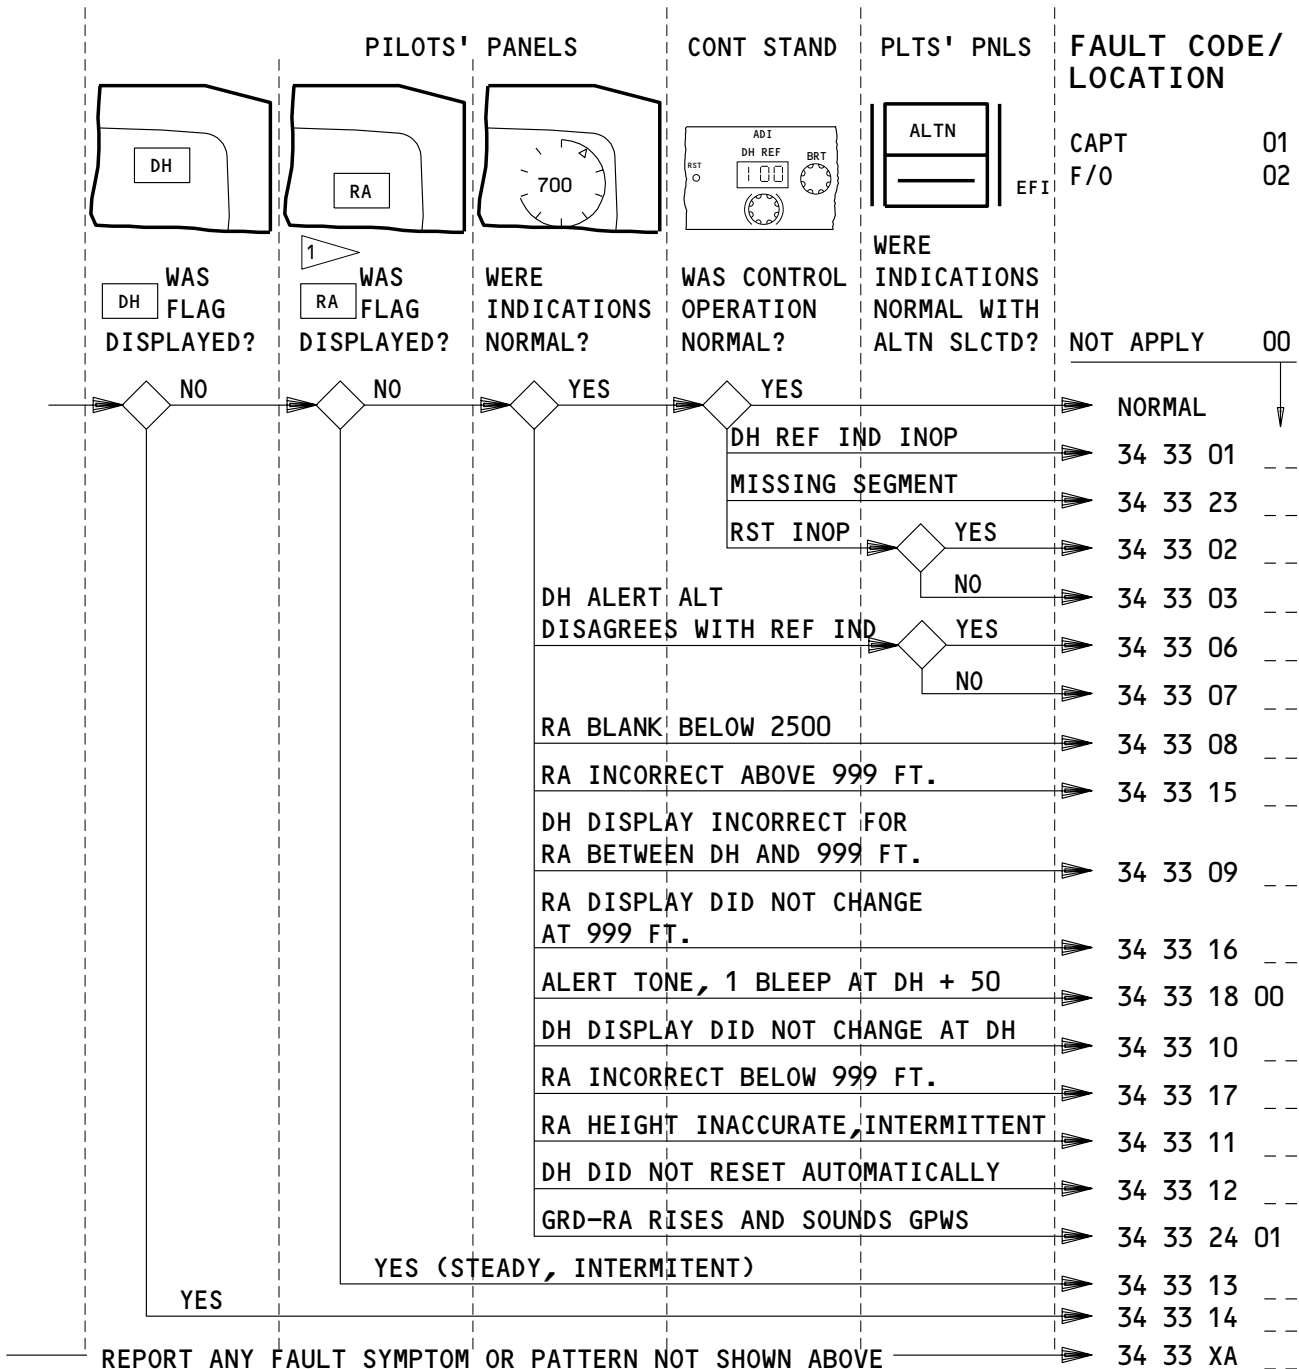 PILOTS' PANELS CONT STAND PLTS' PNLS FAULT CODE/
LOCATION
DH
RA
700
ADI
DH REF
BRT
RST
100
ALTN
EFI
CAPT 01
F/O 02
1
WAS
DH FLAG
DISPLAYED?
WAS
RA FLAG
DISPLAYED?
WERE
INDICATIONS
NORMAL?
WAS CONTROL
OPERATION
NORMAL?
WERE
INDICATIONS
NORMAL WITH
ALTN SLCTD?
NOT APPLY 00
NO NO YES YES NORMAL
DH REF IND INOP 34 33 01 _ _
MISSING SEGMENT 34 33 23 _ _
RST INOP YES 34 33 02 _ _
NO 34 33 03 _ _
DH ALERT ALT
DISAGREES WITH REF IND YES 34 33 06 _ _
NO 34 33 07 _ _
RA BLANK BELOW 2500 34 33 08 _ _
RA INCORRECT ABOVE 999 FT. 34 33 15 _ _
DH DISPLAY INCORRECT FOR
RA BETWEEN DH AND 999 FT. 34 33 09 _ _
RA DISPLAY DID NOT CHANGE
AT 999 FT. 34 33 16 _ _
ALERT TONE, 1 BLEEP AT DH + 50 34 33 18 00
DH DISPLAY DID NOT CHANGE AT DH 34 33 10 _ _
RA INCORRECT BELOW 999 FT. 34 33 17 _ _
RA HEIGHT INACCURATE,INTERMITTENT 34 33 11 _ _
DH DID NOT RESET AUTOMATICALLY 34 33 12 _ _
GRD-RA RISES AND SOUNDS GPWS 34 33 24 01
YES (STEADY, INTERMITENT) 34 33 13 _ _
YES 34 33 14 _ _
REPORT ANY FAULT SYMPTOM OR PATTERN NOT SHOWN ABOVE 34 33 XA _ _